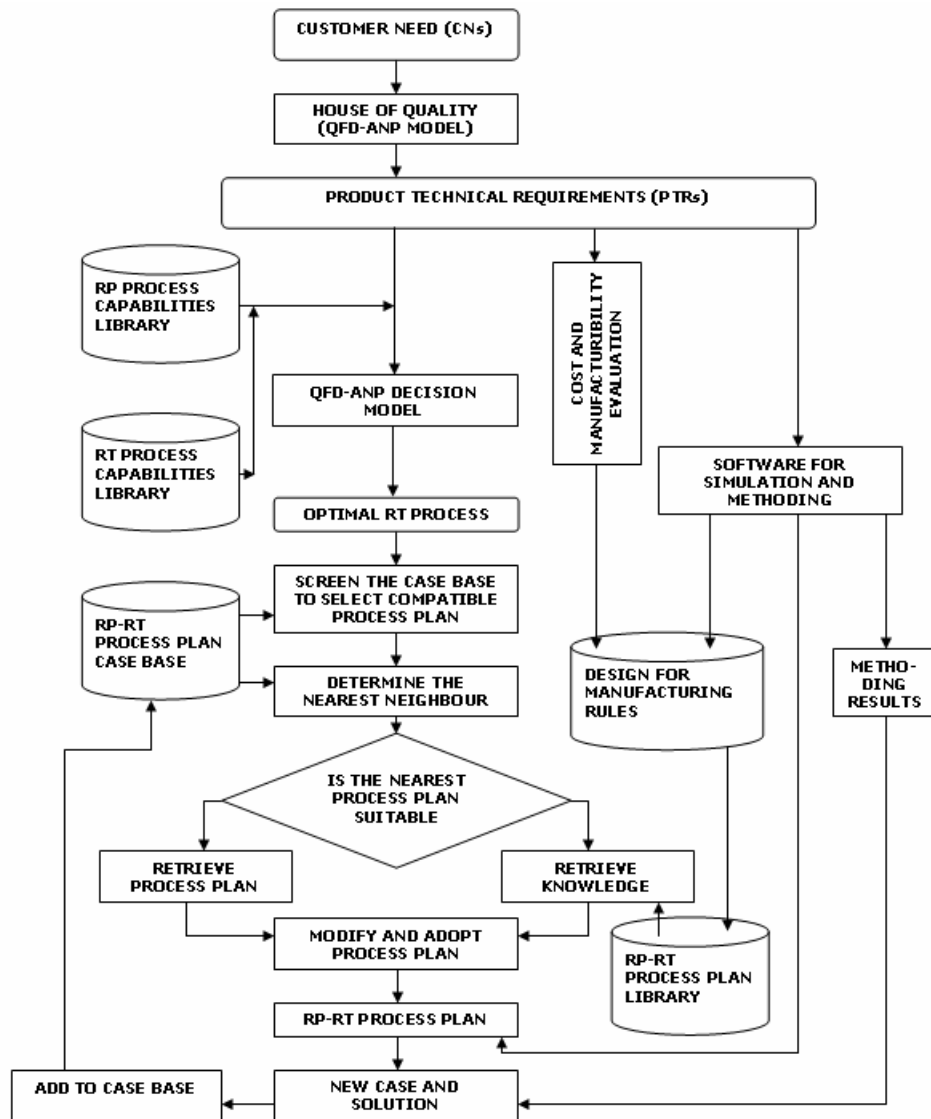 CUSTOMER NEED (CNs)
HOUSE OF QUALITY
(QFD-ANP MODEL)
PRODUCT TECHNICAL REQUIREMENTS (PTRs)
RP PROCESS
CAPABILITIES
LIBRARY
COST AND
MANUFACTURIBILITY
EVALUATION
QFD-ANP DECISION
MODEL
RT PROCESS
CAPABILITIES
LIBRARY
SOFTWARE FOR
SIMULATION AND
METHODING
OPTIMAL RT PROCESS
SCREEN THE CASE BASE
TO SELECT COMPATIBLE
PROCESS PLAN
RP-RT
PROCESS PLAN
CASE BASE
DETERMINE THE
NEAREST NEIGHBOUR
DESIGN FOR
MANUFACTURING
RULES
METHO-
DING
RESULTS
IS THE NEAREST
PROCESS PLAN
SUITABLE
RETRIEVE
PROCESS PLAN
RETRIEVE
KNOWLEDGE
MODIFY AND ADOPT
PROCESS PLAN
RP-RT
PROCESS PLAN
LIBRARY
RP-RT PROCESS PLAN
ADD TO CASE BASE
NEW CASE AND
SOLUTION